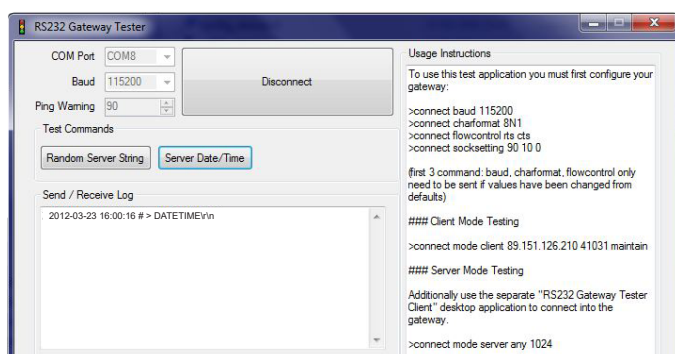 RS232 Gateway Tester
COM Port COM8
Baud 115200
Ping Warning 90
Disconnect
Test Commands
Random Server String Server Date/Time
Send / Receive Log
2012-03-23 16:00:16 # > DATETIME\r\n
Usage Instructions
To use this test application you must first configure your
gateway:
>connect baud 115200
>connect charformat 8N1
>connect flowcontrol rts cts
>connect socksetting 90 10 0
(first 3 command: baud, charformat, flowcontrol only
need to be sent if values have been changed from
defaults)
### Client Mode Testing
>connect mode client 89.151.126.210 41031 maintain
### Server Mode Testing
Additionally use the separate "RS232 Gateway Tester
Client" desktop application to connect into the
gateway.
>connect mode server any 1024